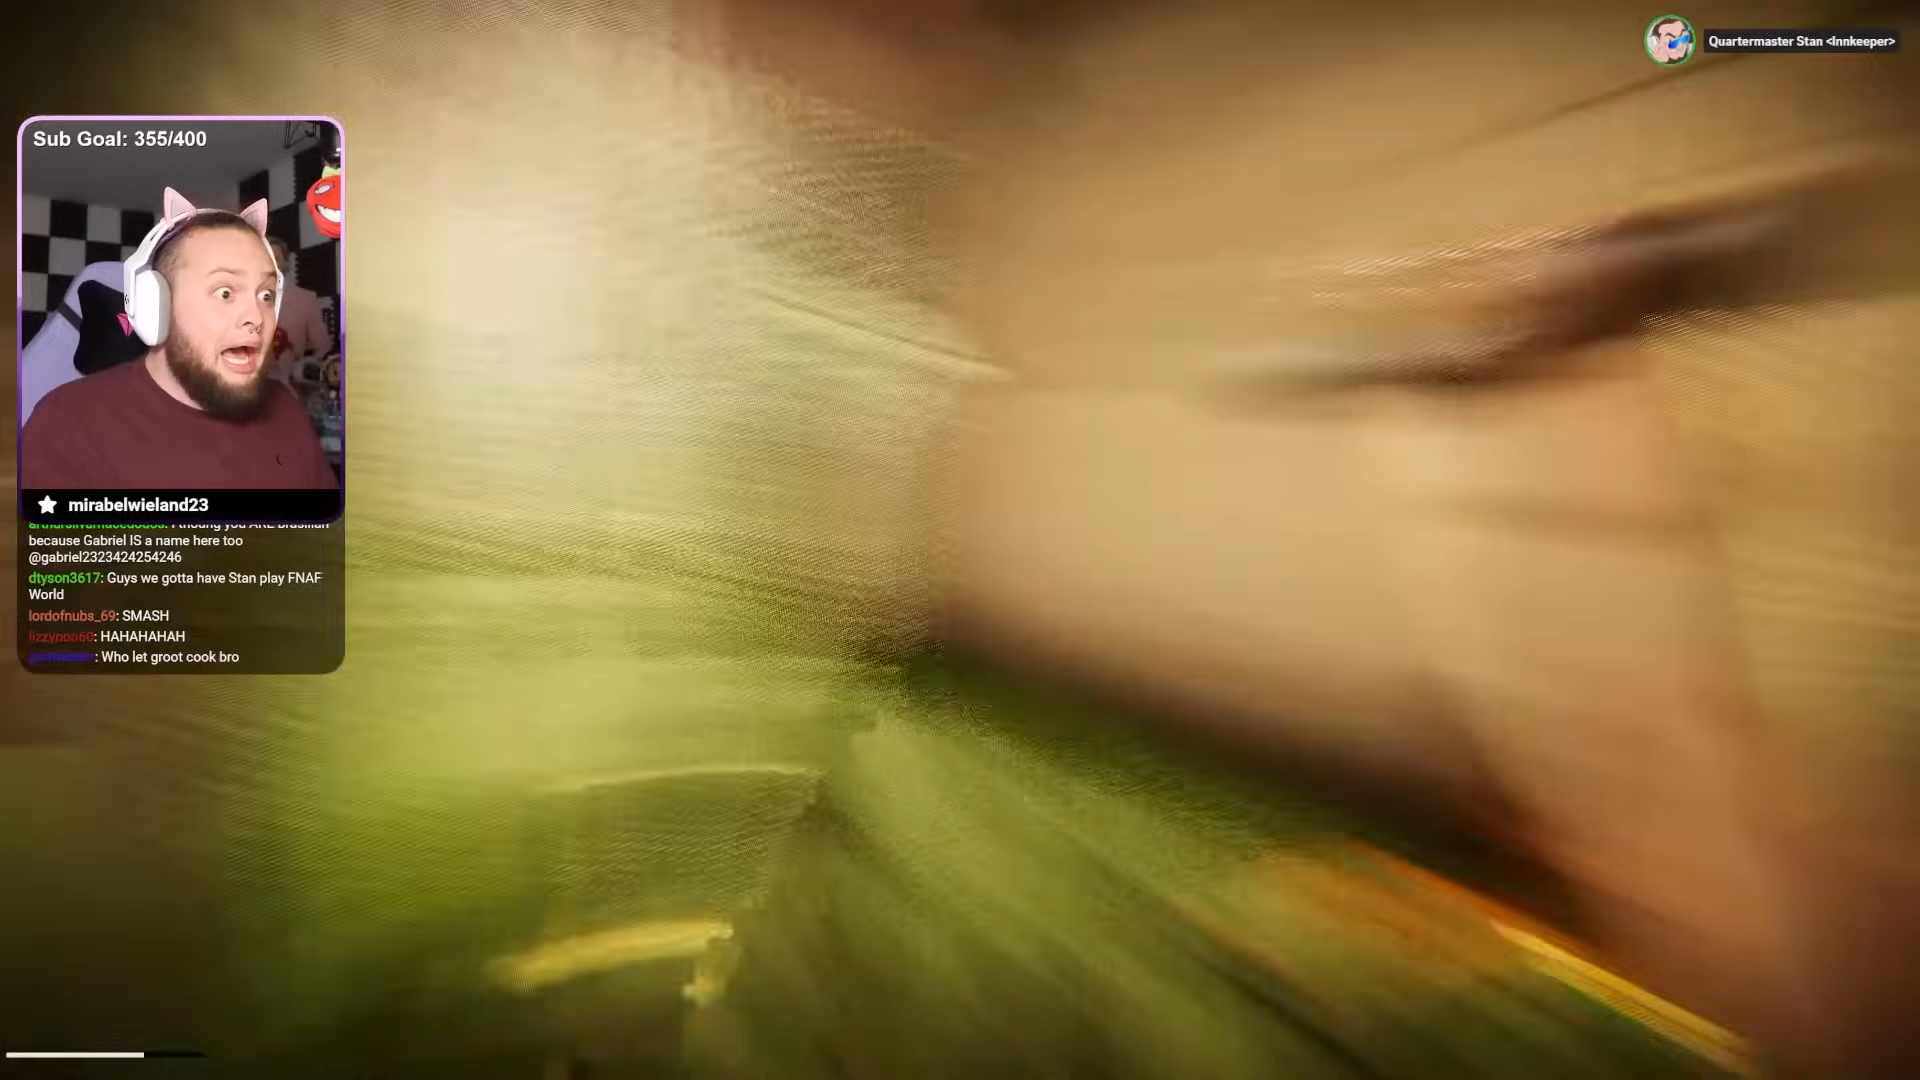 Quartermaster Stan <Innkeeper>
Sub Goal: 355/400
mirabelwieland23
because Gabriel IS a name here too
@gabriel2323424254246
dtyson3617: Guys we gotta have Stan play FNAF
World
lordofnubs_69: SMASH
lizzypoo60: HAHAHAHAH
: Who let groot cook bro